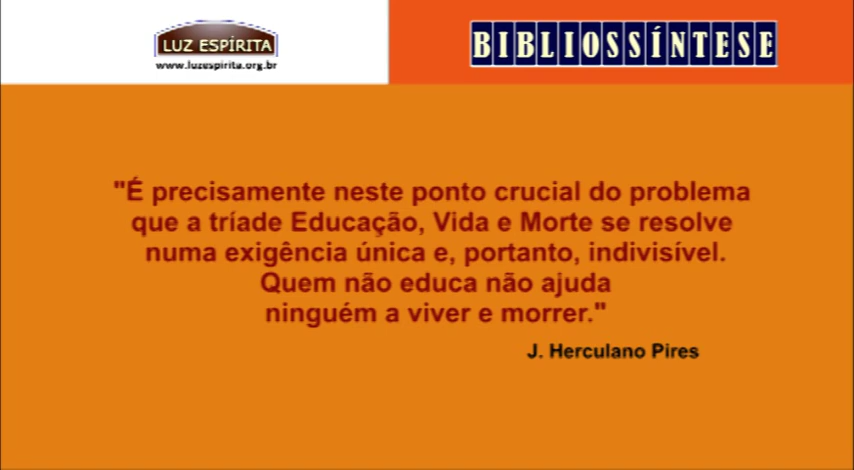 LUZ ESPÍRITA
www.luzespirita.org.br
BIBLIOSSÍNTESE
"É precisamente neste ponto crucial do problema
que a tríade Educação, Vida e Morte se resolve
numa exigência única e, portanto, indivisível.
Quem não educa não ajuda
ninguém a viver e morrer."
J. Herculano Pires